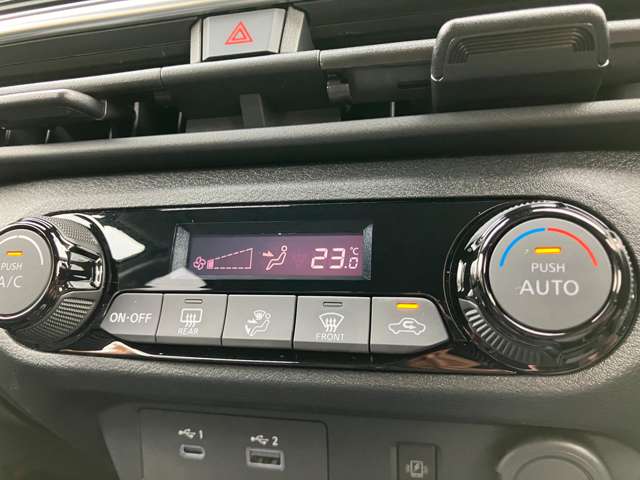 PUSH
A/C
23.0
°C
PUSH
AUTO
ON·OFF
REAR
FRONT
1
2